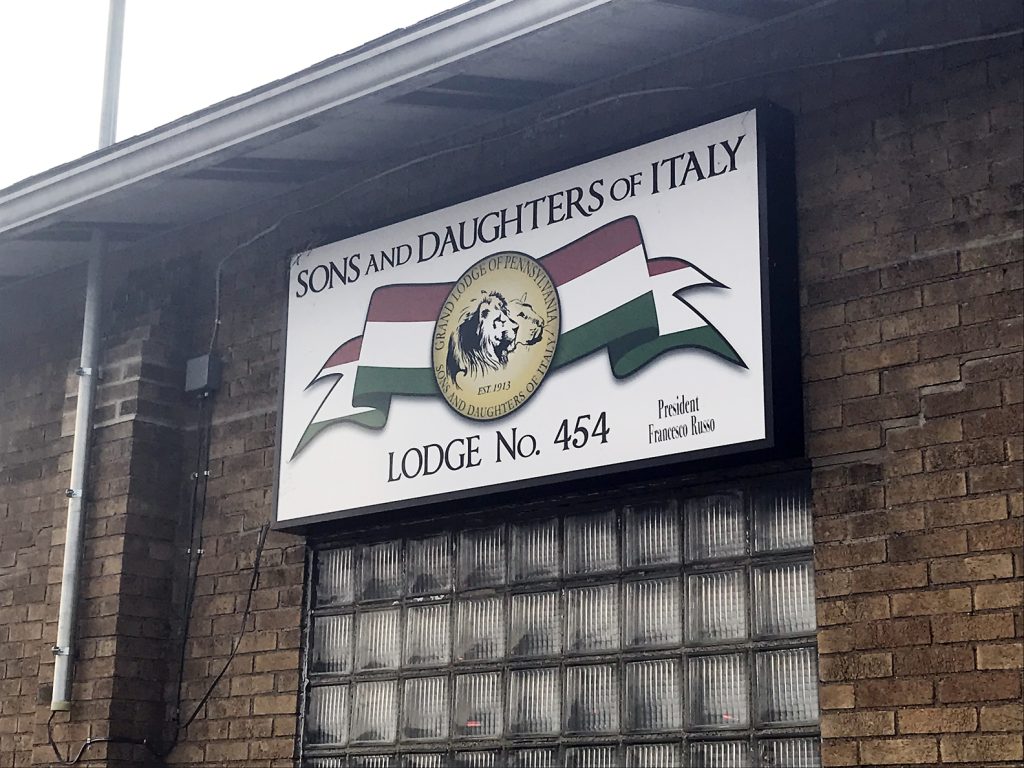 SONS AND DAUGHTERS OF ITALY
GRAND LODGE OF PENNSYLVANIA
EST. 1913
SONS AND DAUGHTERS OF ITALY
LODGE No. 454
President
Francesco Russo